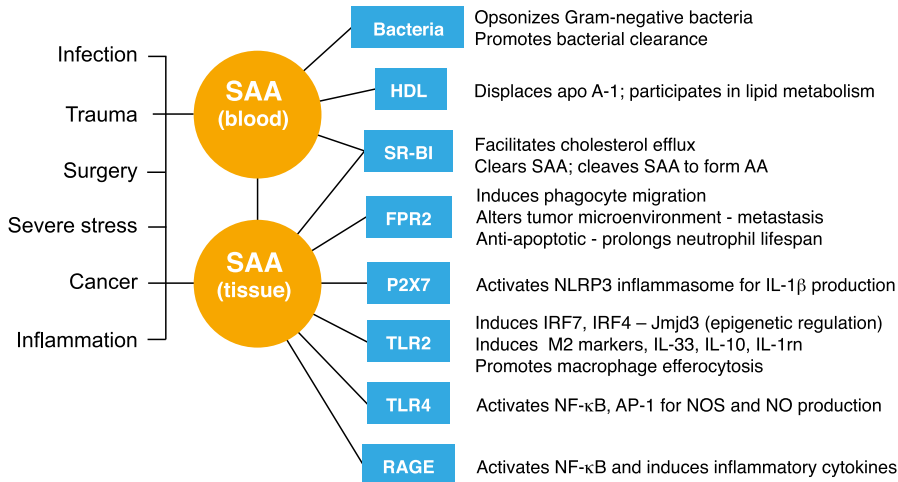 Infection
Trauma
Surgery
Severe stress
Cancer
Inflammation
SAA
(blood)
SAA
(tissue)
Bacteria
Opsonizes Gram-negative bacteria
Promotes bacterial clearance
HDL
Displaces apo A-1; participates in lipid metabolism
SR-BI
Facilitates cholesterol efflux
Clears SAA; cleaves SAA to form AA
FPR2
Induces phagocyte migration
Alters tumor microenvironment - metastasis
Anti-apoptotic - prolongs neutrophil lifespan
P2X7
Activates NLRP3 inflammasome for IL-1β production
TLR2
Induces IRF7, IRF4 – Jmjd3 (epigenetic regulation)
Induces M2 markers, IL-33, IL-10, IL-1rn
Promotes macrophage efferocytosis
TLR4
Activates NF-κB, AP-1 for NOS and NO production
RAGE
Activates NF-κB and induces inflammatory cytokines